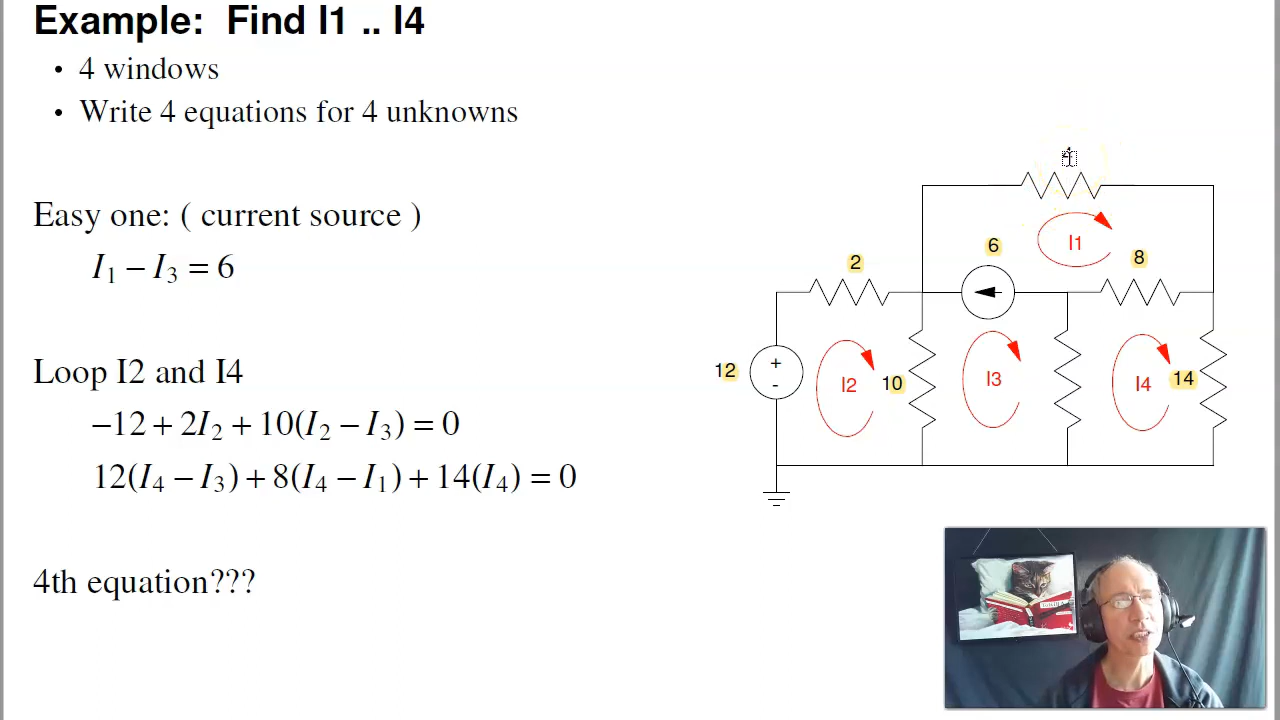 Example: Find I1 .. I4
• 4 windows
• Write 4 equations for 4 unknowns
Easy one: ( current source )
I₁ − I₃ = 6
Loop I2 and I4
−12 + 2I₂ + 10(I₂ − I₃) = 0
12(I₄ − I₃) + 8(I₄ − I₁) + 14(I₄) = 0
4th equation???
4
I1
6
8
2
12
+
-
I2
10
I3
I4
14